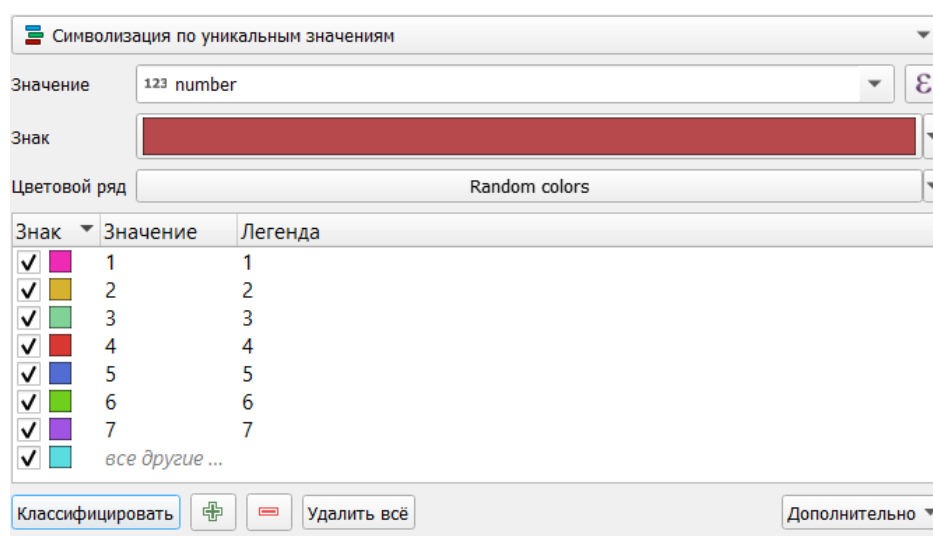 Символизация по уникальным значениям
Значение 123 number ε
Знак
Цветовой ряд Random colors
Знак Значение Легенда
1 1
2 2
3 3
4 4
5 5
6 6
7 7
все другие ...
Классифицировать Удалить всё Дополнительно